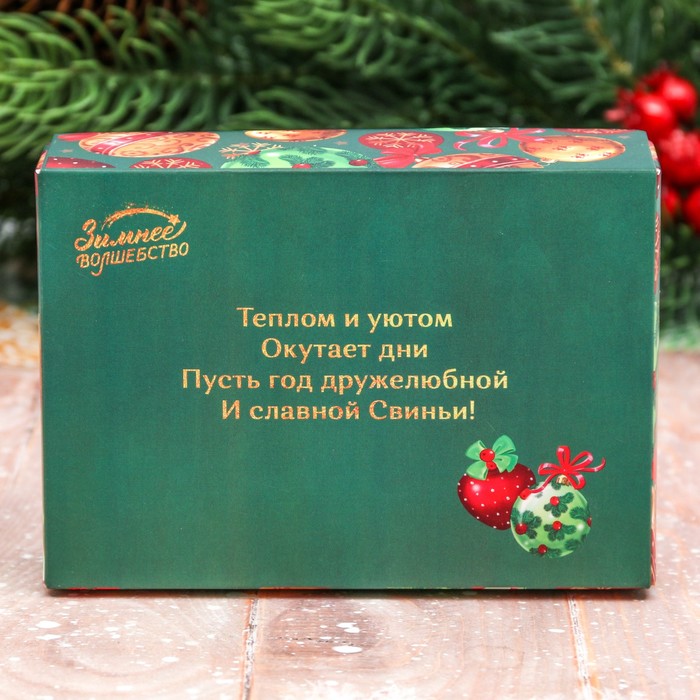 Зимнее
ВОЛШЕБСТВО
Теплом и уютом
Окутает дни
Пусть год дружелюбной
И славной Свиньи!